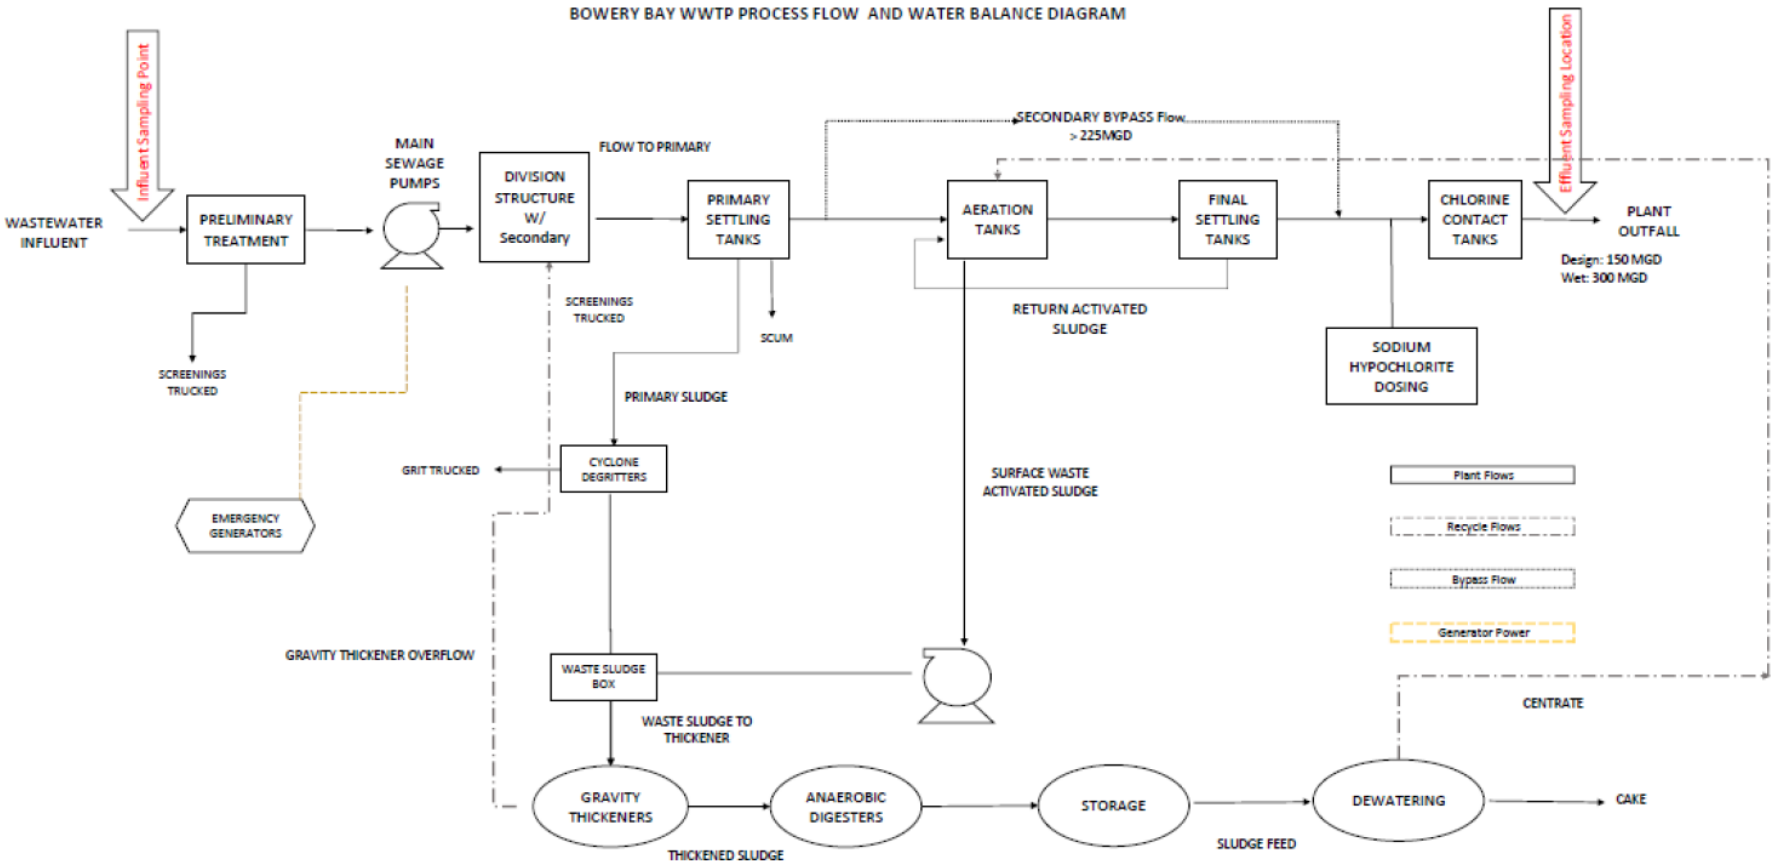 BOWERY BAY WWTP PROCESS FLOW AND WATER BALANCE DIAGRAM
Influent Sampling Point
Effluent Sampling Location
SECONDARY BYPASS Flow
> 225MGD
MAIN
SEWAGE
PUMPS
FLOW TO PRIMARY
WASTEWATER
INFLUENT
PRELIMINARY
TREATMENT
DIVISION
STRUCTURE
W/
Secondary
PRIMARY
SETTLING
TANKS
AERATION
TANKS
FINAL
SETTLING
TANKS
CHLORINE
CONTACT
TANKS
PLANT
OUTFALL
Design: 150 MGD
Wet: 300 MGD
SCREENINGS
TRUCKED
RETURN ACTIVATED
SLUDGE
SCUM
SODIUM
HYPOCHLORITE
DOSING
SCREENINGS
TRUCKED
PRIMARY SLUDGE
GRIT TRUCKED
CYCLONE
DEGRITTERS
SURFACE WASTE
ACTIVATED SLUDGE
Plant Flows
EMERGENCY
GENERATORS
Recycle Flows
Bypass Flow
Generator Power
GRAVITY THICKENER OVERFLOW
WASTE SLUDGE
BOX
WASTE SLUDGE TO
THICKENER
CENTRATE
GRAVITY
THICKENERS
ANAEROBIC
DIGESTERS
STORAGE
DEWATERING
CAKE
THICKENED SLUDGE
SLUDGE FEED